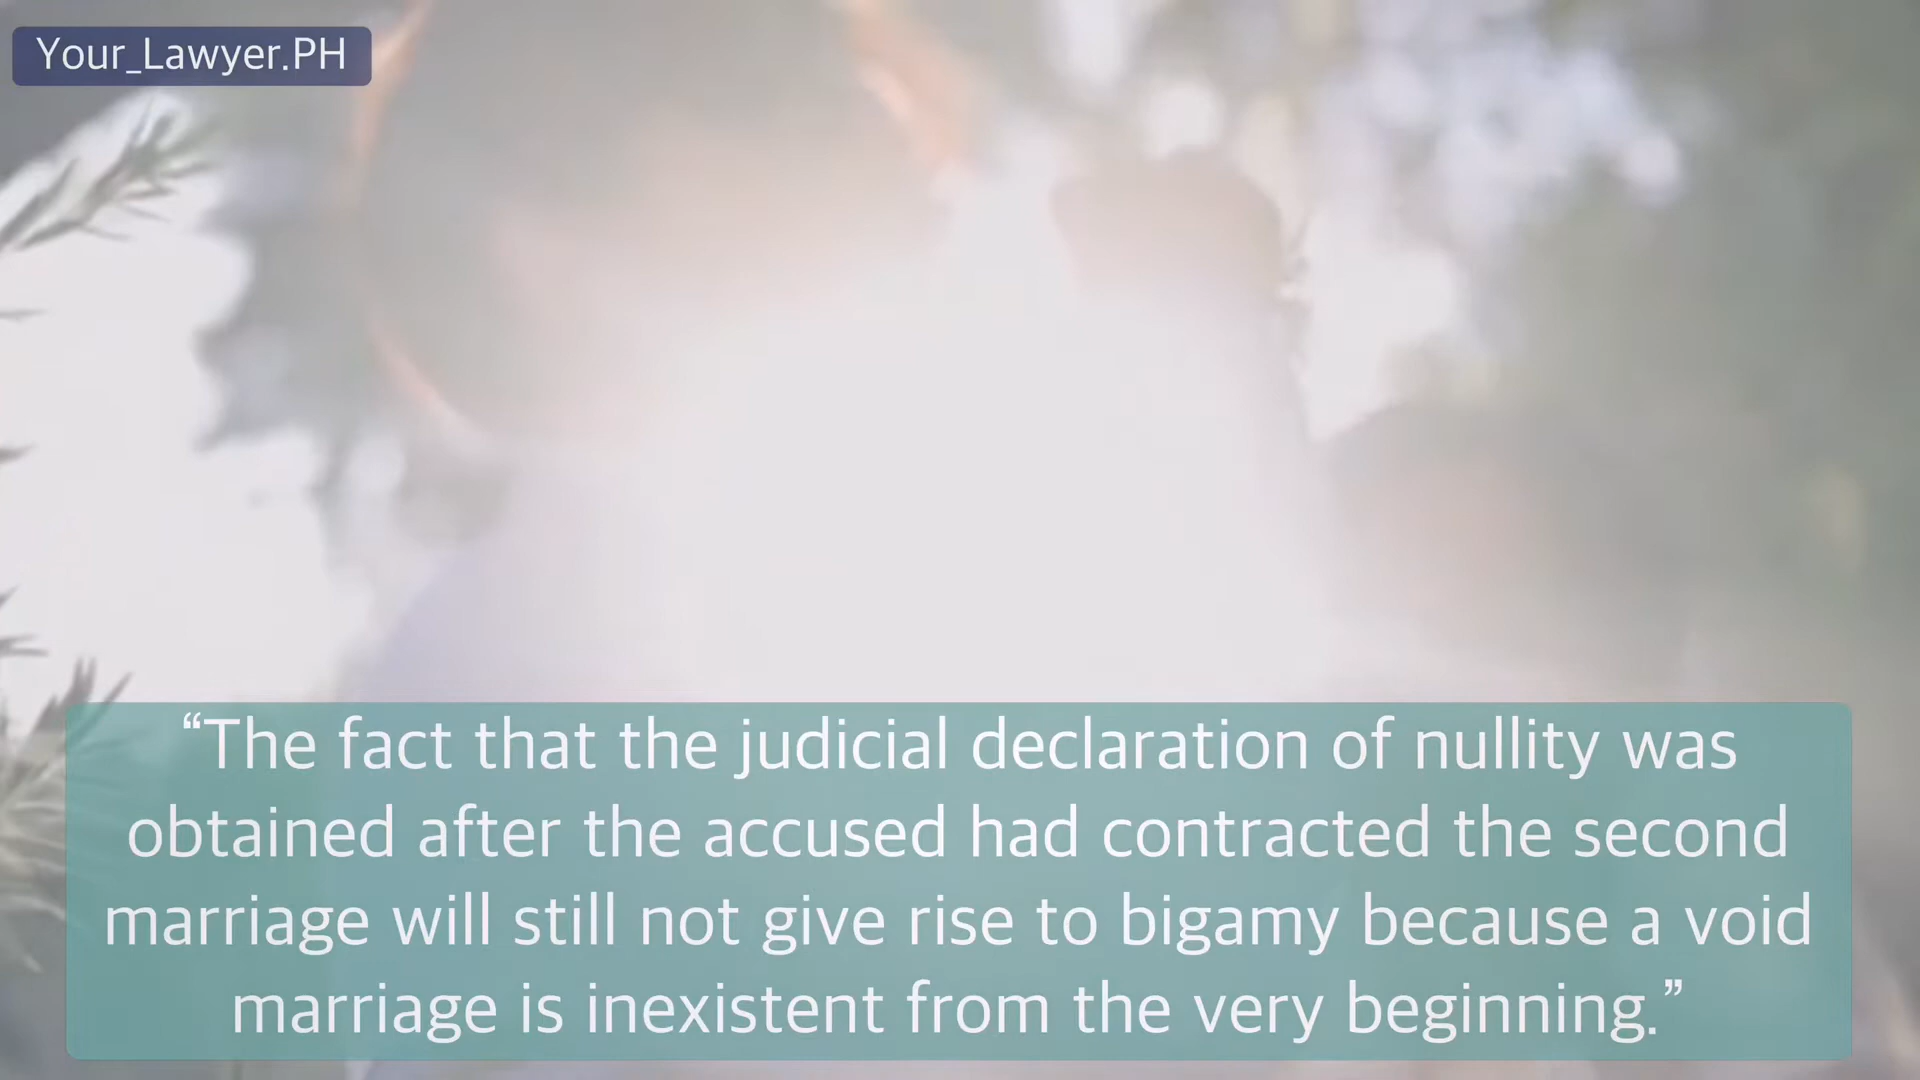 Your_Lawyer.PH
“The fact that the judicial declaration of nullity was
obtained after the accused had contracted the second
marriage will still not give rise to bigamy because a void
marriage is inexistent from the very beginning.”